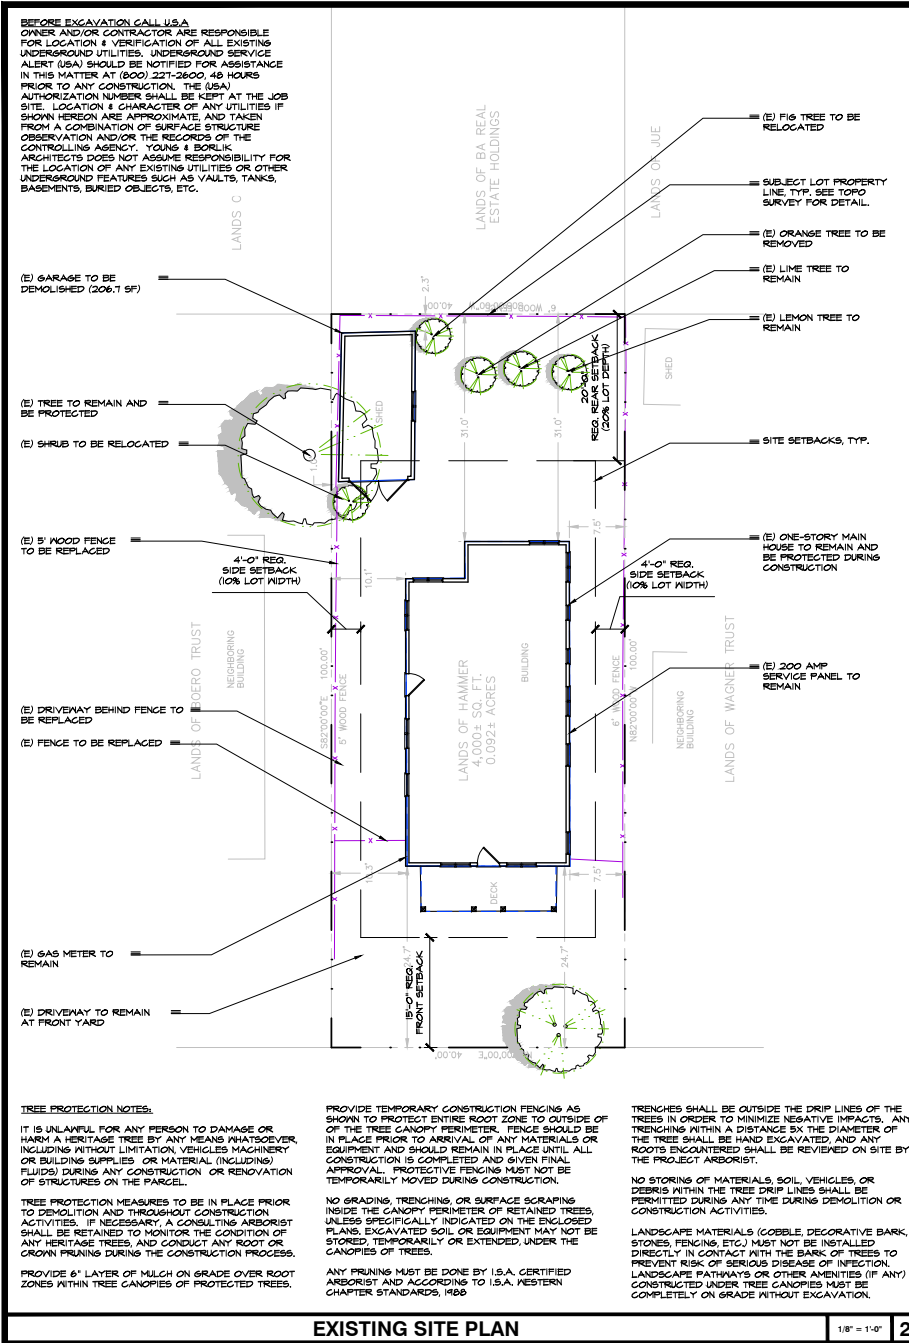 BEFORE EXCAVATION CALL U.S.A
OWNER AND/OR CONTRACTOR ARE RESPONSIBLE
FOR LOCATION & VERIFICATION OF ALL EXISTING
UNDERGROUND UTILITIES.  UNDERGROUND SERVICE
ALERT (USA) SHOULD BE NOTIFIED FOR ASSISTANCE
IN THIS MATTER AT (800) 227-2600, 48 HOURS
PRIOR TO ANY CONSTRUCTION.  THE (USA)
AUTHORIZATION NUMBER SHALL BE KEPT AT THE JOB
SITE.  LOCATION & CHARACTER OF ANY UTILITIES IF
SHOWN HEREON ARE APPROXIMATE, AND TAKEN
FROM A COMBINATION OF SURFACE STRUCTURE
OBSERVATION AND/OR THE RECORDS OF THE
CONTROLLING AGENCY.  YOUNG & BORLIK
ARCHITECTS DOES NOT ASSUME RESPONSIBILITY FOR
THE LOCATION OF ANY EXISTING UTILITIES OR OTHER
UNDERGROUND FEATURES SUCH AS VAULTS, TANKS,
BASEMENTS, BURIED OBJECTS, ETC.
LANDS O
LANDS OF BA REAL
ESTATE HOLDINGS
LANDS OF JUE
(E) FIG TREE TO BE
RELOCATED
SUBJECT LOT PROPERTY
LINE, TYP. SEE TOPO
SURVEY FOR DETAIL.
(E) ORANGE TREE TO BE
REMOVED
(E) LIME TREE TO
REMAIN
(E) LEMON TREE TO
REMAIN
SITE SETBACKS, TYP.
(E) ONE-STORY MAIN
HOUSE TO REMAIN AND
BE PROTECTED DURING
CONSTRUCTION
(E) 200 AMP
SERVICE PANEL TO
REMAIN
(E) GARAGE TO BE
DEMOLISHED (206.7 SF)
(E) TREE TO REMAIN AND
BE PROTECTED
(E) SHRUB TO BE RELOCATED
(E) 5' WOOD FENCE
TO BE REPLACED
(E) DRIVEWAY BEHIND FENCE TO
BE REPLACED
(E) FENCE TO BE REPLACED
(E) GAS METER TO
REMAIN
(E) DRIVEWAY TO REMAIN
AT FRONT YARD
2.3'
40.00'
6' WOOD FENCE
SHED
SHED
REQ. REAR SETBACK
(20% LOT DEPTH)
31.0'
31.0'
1.0'
7.5'
10.1'
4'-0" REQ.
SIDE SETBACK
(10% LOT WIDTH)
4'-0" REQ.
SIDE SETBACK
(10% LOT WIDTH)
LANDS OF BOERO TRUST
NEIGHBORING
BUILDING
S82°00'00"E  100.00'
5' WOOD FENCE
LANDS OF HAMMER
4,000± SQ.FT.
0.092± ACRES
BUILDING
6' WOOD FENCE
N82°00'00"W  100.00'
NEIGHBORING
BUILDING
LANDS OF WAGNER TRUST
10.3'
7.5'
DECK
24.7'
24.7'
15'-0" REQ.
FRONT SETBACK
40.00'
TREE PROTECTION NOTES:
IT IS UNLAWFUL FOR ANY PERSON TO DAMAGE OR
HARM A HERITAGE TREE BY ANY MEANS WHATSOEVER,
INCLUDING WITHOUT LIMITATION, VEHICLES MACHINERY
OR BUILDING SUPPLIES  OR MATERIAL (INCLUDING)
FLUIDS) DURING ANY CONSTRUCTION  OR RENOVATION
OF STRUCTURES ON THE PARCEL.
TREE PROTECTION MEASURES TO BE IN PLACE PRIOR
TO DEMOLITION AND THROUGHOUT CONSTRUCTION
ACTIVITIES.  IF NECESSARY, A CONSULTING ARBORIST
SHALL BE RETAINED TO MONITOR THE CONDITION OF
ANY HERITAGE TREES, AND CONDUCT ANY ROOT OR
CROWN PRUNING DURING THE CONSTRUCTION PROCESS.
PROVIDE 6" LAYER OF MULCH ON GRADE OVER ROOT
ZONES WITHIN TREE CANOPIES OF PROTECTED TREES.
PROVIDE TEMPORARY CONSTRUCTION FENCING AS
SHOWN TO PROTECT ENTIRE ROOT ZONE TO OUTSIDE OF
OF THE TREE CANOPY PERIMETER.  FENCE SHOULD BE
IN PLACE PRIOR TO ARRIVAL OF ANY MATERIALS OR
EQUIPMENT AND SHOULD REMAIN IN PLACE UNTIL ALL
CONSTRUCTION IS COMPLETED AND GIVEN FINAL
APPROVAL.  PROTECTIVE FENCING MUST NOT BE
TEMPORARILY MOVED DURING CONSTRUCTION.
NO GRADING, TRENCHING, OR SURFACE SCRAPING
INSIDE THE CANOPY PERIMETER OF RETAINED TREES,
UNLESS SPECIFICALLY INDICATED ON THE ENCLOSED
PLANS. EXCAVATED SOIL OR EQUIPMENT MAY NOT BE
STORED, TEMPORARILY OR EXTENDED, UNDER THE
CANOPIES OF TREES.
ANY PRUNING MUST BE DONE BY I.S.A. CERTIFIED
ARBORIST AND ACCORDING TO I.S.A. WESTERN
CHAPTER STANDARDS, 1988
TRENCHES SHALL BE OUTSIDE THE DRIP LINES OF THE
TREES IN ORDER TO MINIMIZE NEGATIVE IMPACTS. ANY
TRENCHING WITHIN A DISTANCE 5X THE DIAMETER OF
THE TREE SHALL BE HAND EXCAVATED, AND ANY
ROOTS ENCOUNTERED SHALL BE REVIEWED ON SITE BY
THE PROJECT ARBORIST.
NO STORING OF MATERIALS, SOIL, VEHICLES, OR
DEBRIS WITHIN THE TREE DRIP LINES SHALL BE
PERMITTED DURING ANY TIME DURING DEMOLITION OR
CONSTRUCTION ACTIVITIES.
LANDSCAPE MATERIALS (COBBLE, DECORATIVE BARK,
STONES, FENCING, ETC.) MUST NOT BE INSTALLED
DIRECTLY IN CONTACT WITH THE BARK OF TREES TO
PREVENT RISK OF SERIOUS DISEASE OF INFECTION.
LANDSCAPE PATHWAYS OR OTHER AMENITIES (IF ANY)
CONSTRUCTED UNDER TREE CANOPIES MUST BE
COMPLETELY ON GRADE WITHOUT EXCAVATION.
EXISTING SITE PLAN
1/8" = 1'-0"
2